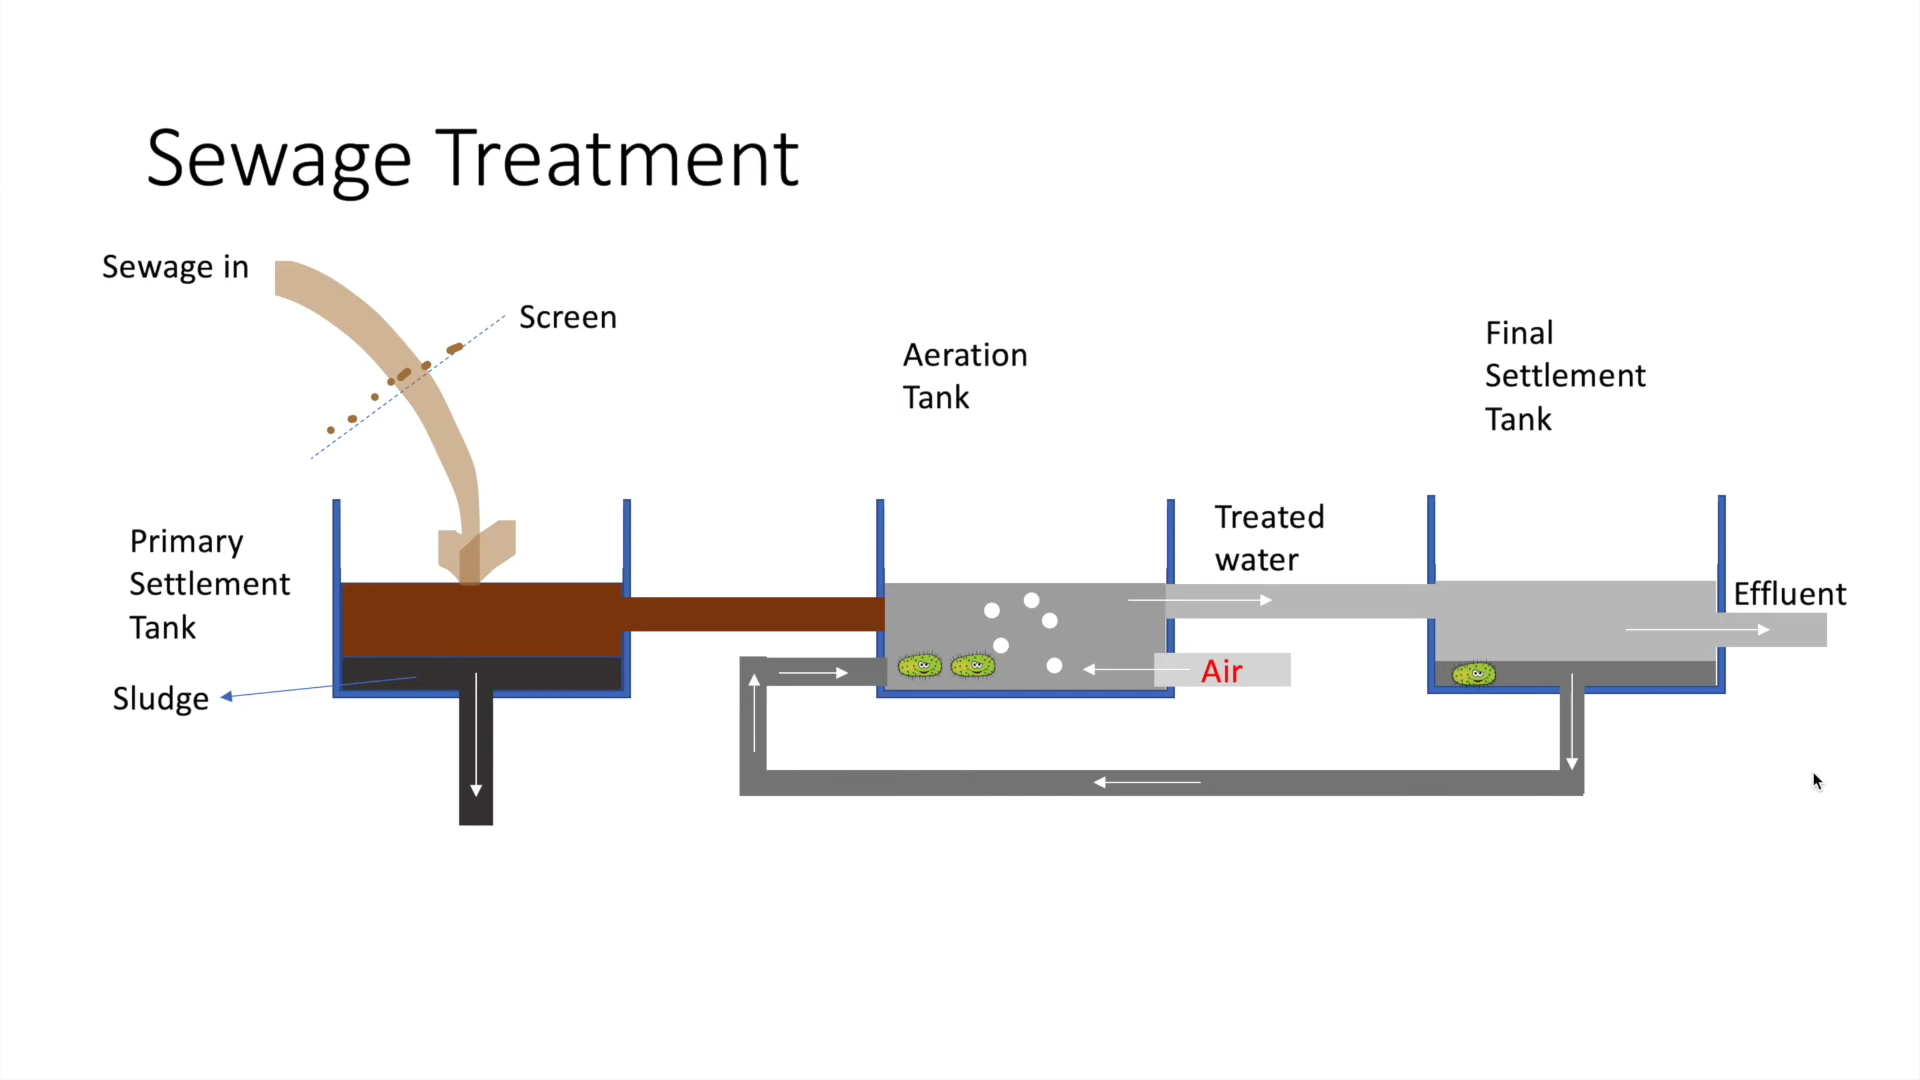 Sewage Treatment
Sewage in
Screen
Aeration
Tank
Final
Settlement
Tank
Primary
Settlement
Tank
Treated
water
Effluent
Sludge
Air